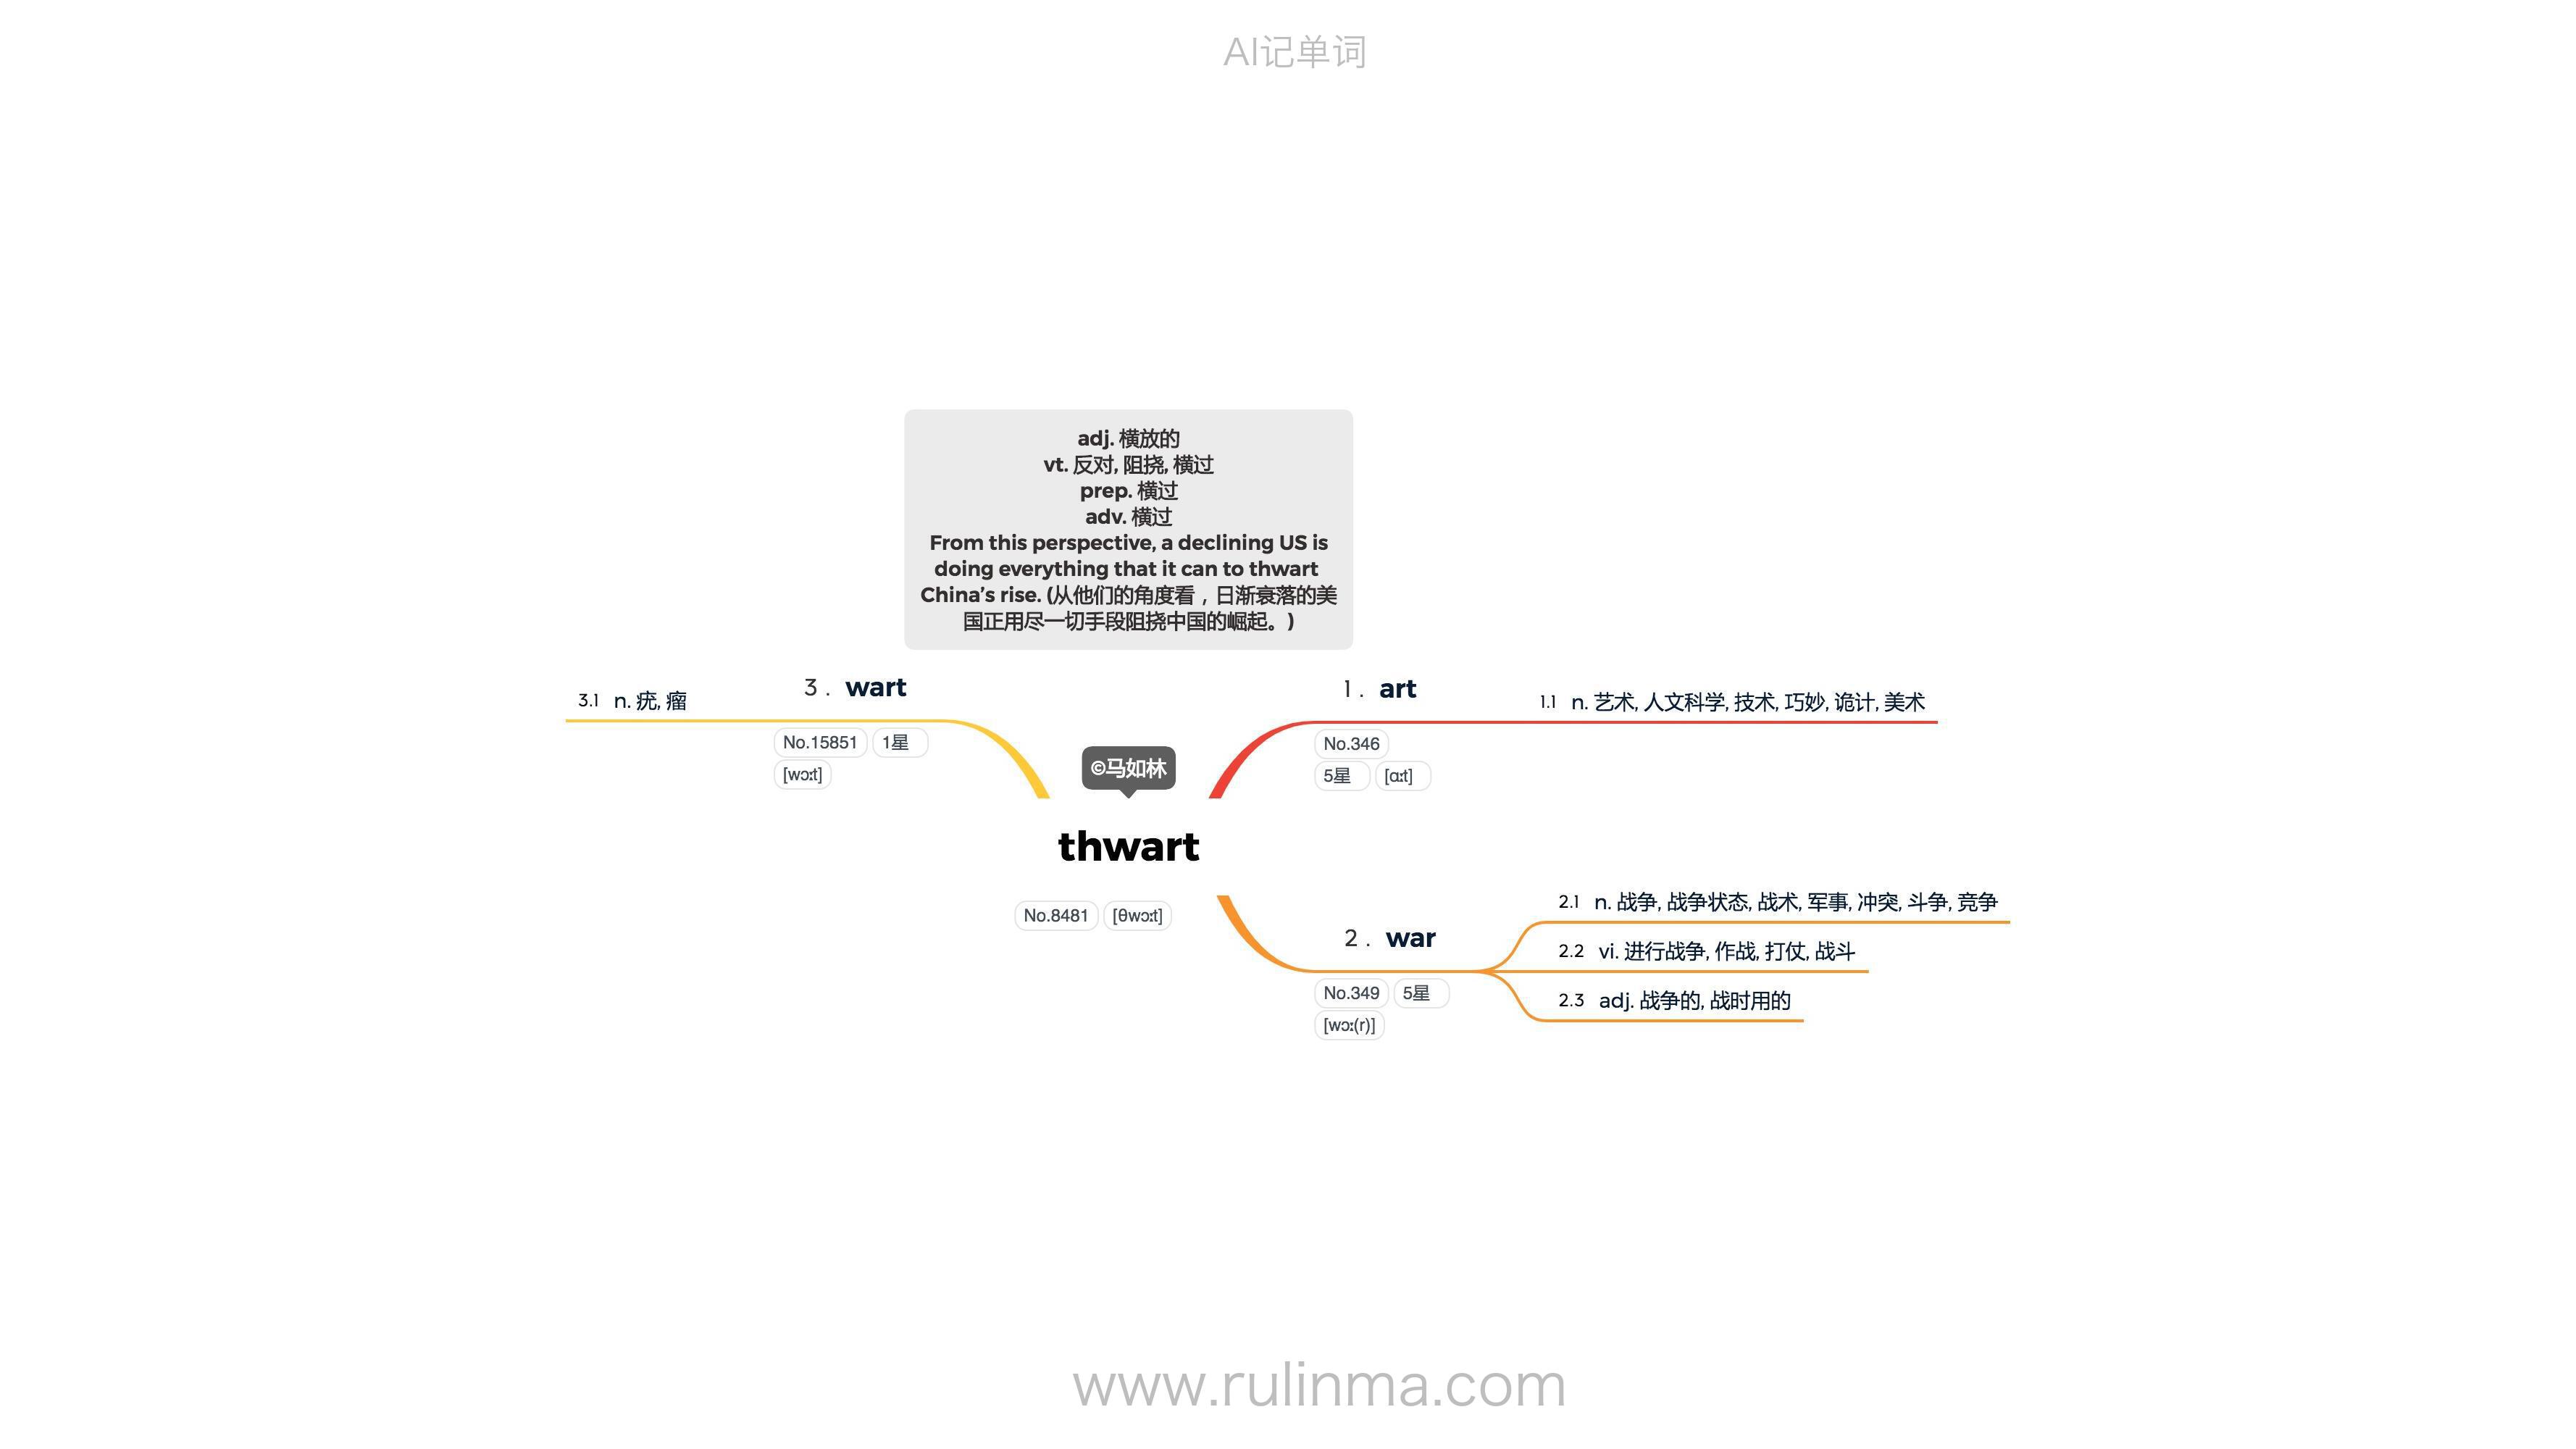 AI记单词
adj. 横放的
vt. 反对, 阻挠, 横过
prep. 横过
adv. 横过
From this perspective, a declining US is
doing everything that it can to thwart
China’s rise. (从他们的角度看，日渐衰落的美
国正用尽一切手段阻挠中国的崛起。)
©马如林
thwart
No.8481 [θwɔːt]
1. art
No.346
5星 [ɑːt]
1.1 n. 艺术, 人文科学, 技术, 巧妙, 诡计, 美术
2. war
No.349 5星
[wɔː(r)]
2.1 n. 战争, 战争状态, 战术, 军事, 冲突, 斗争, 竞争
2.2 vi. 进行战争, 作战, 打仗, 战斗
2.3 adj. 战争的, 战时用的
3. wart
No.15851 1星
[wɔːt]
3.1 n. 疣, 瘤
www.rulinma.com